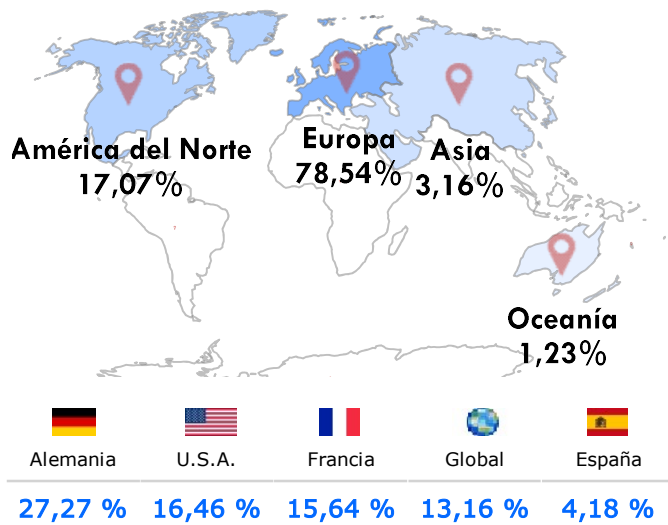 América del Norte
17,07%
Europa
78,54%
Asia
3,16%
Oceanía
1,23%
Alemania U.S.A. Francia Global España
27,27 % 16,46 % 15,64 % 13,16 % 4,18 %